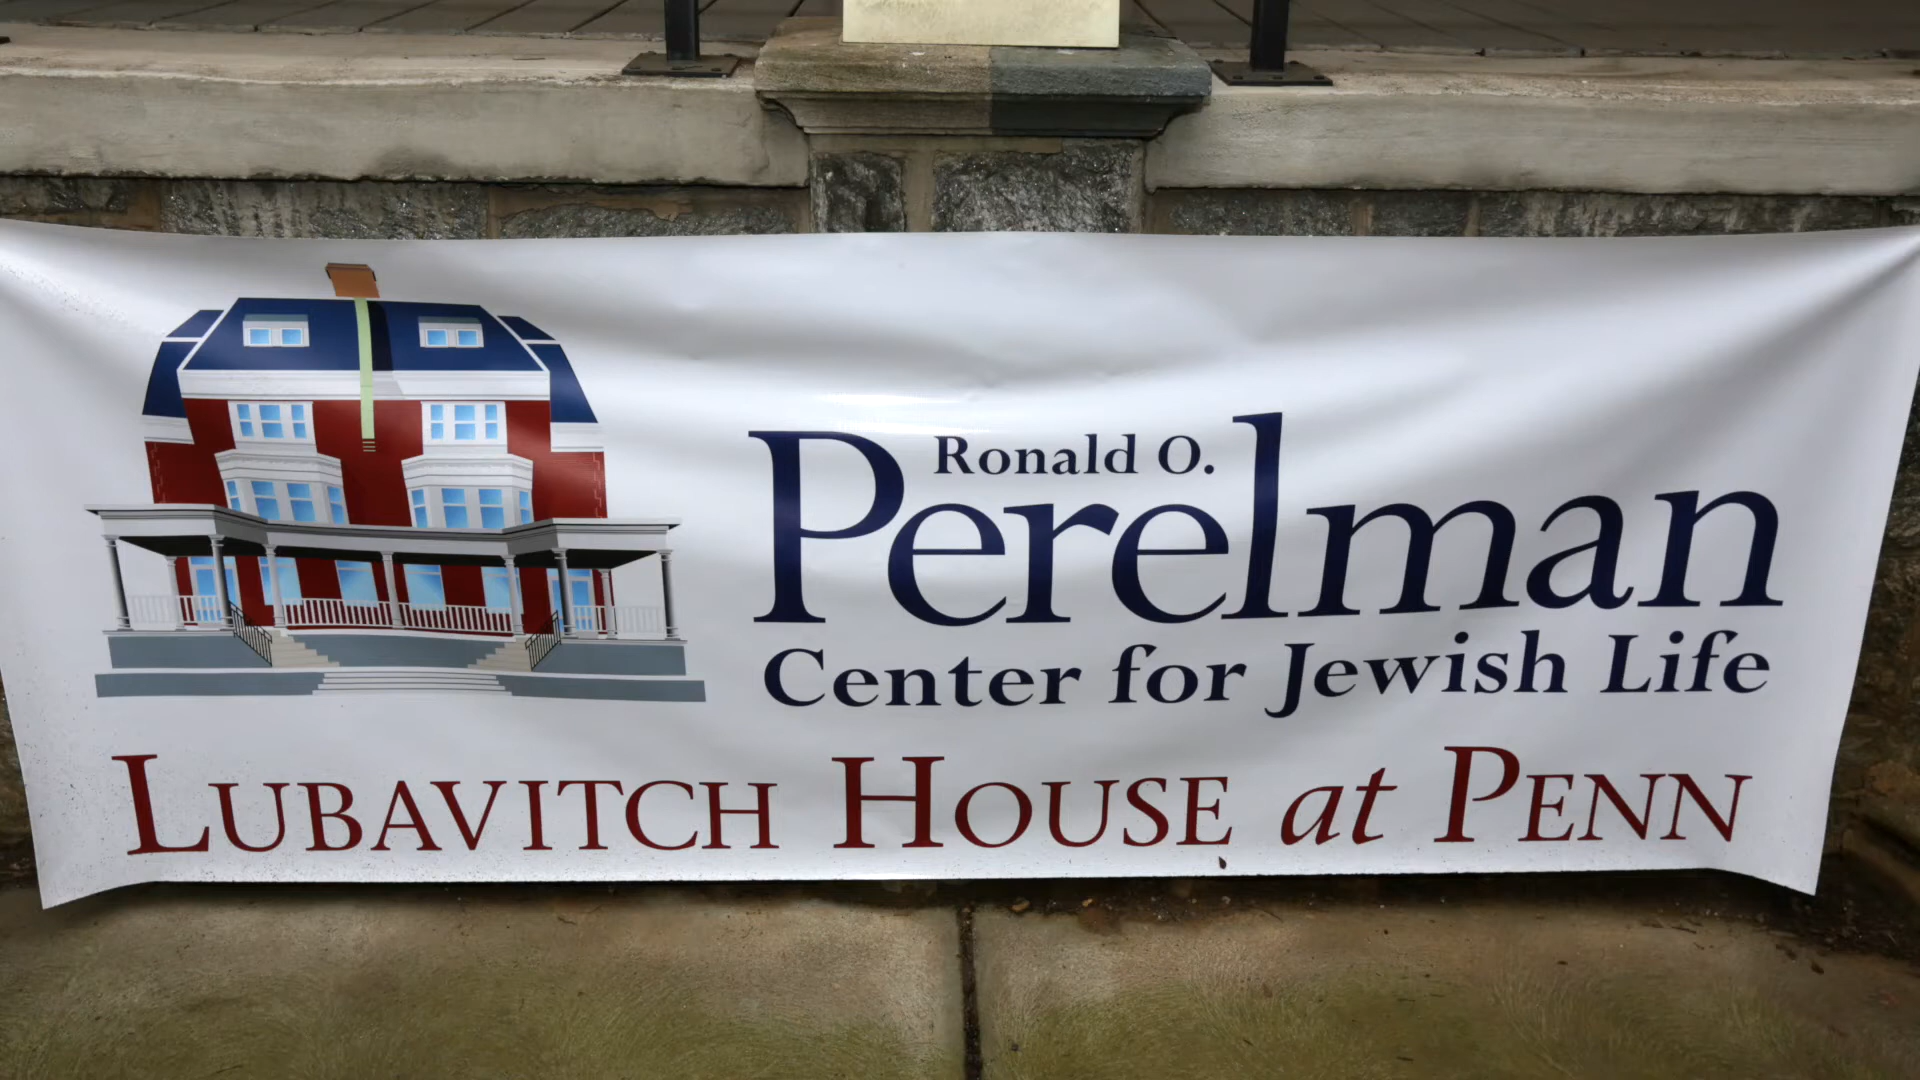 Ronald O.
Perelman
Center for Jewish Life
LUBAVITCH HOUSE at PENN